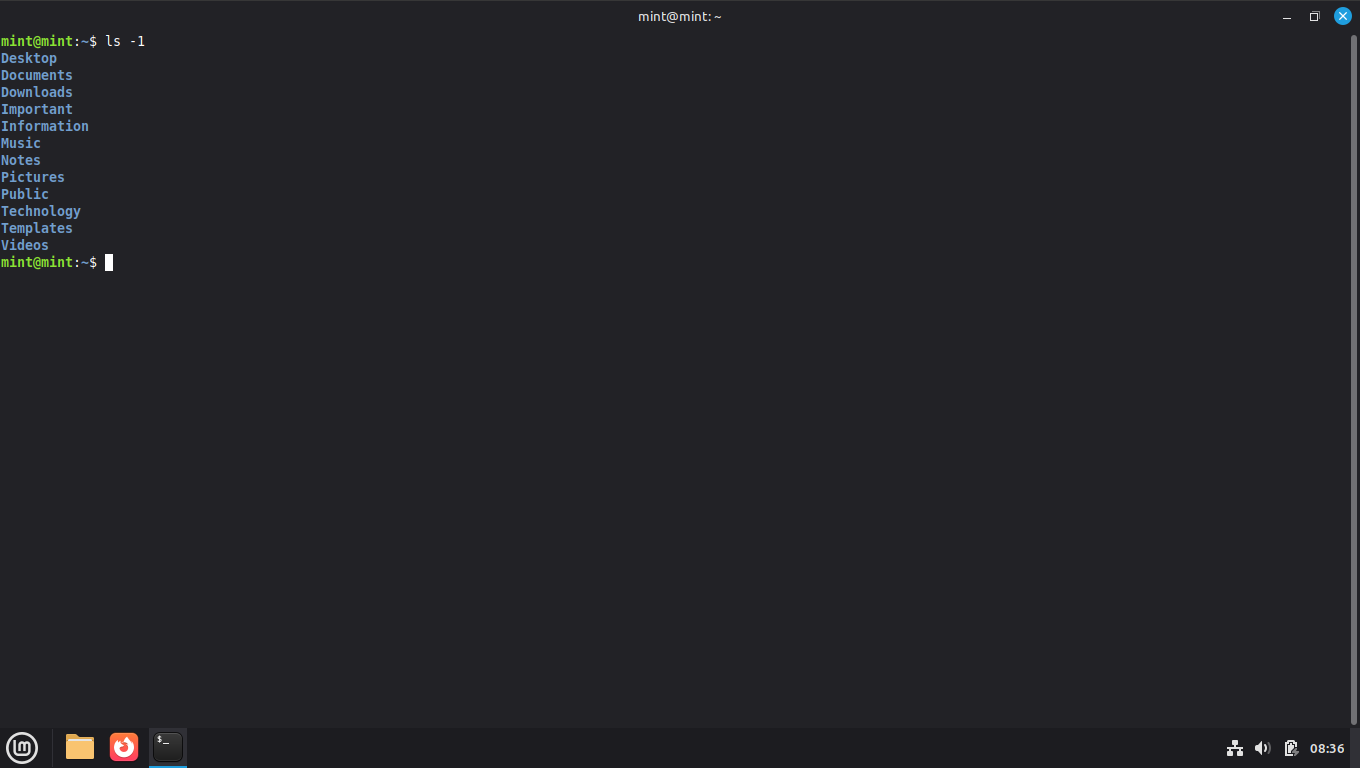 mint@mint: ~
mint@mint:~$ ls -1
Desktop
Documents
Downloads
Important
Information
Music
Notes
Pictures
Public
Technology
Templates
Videos
mint@mint:~$
$_
08:36